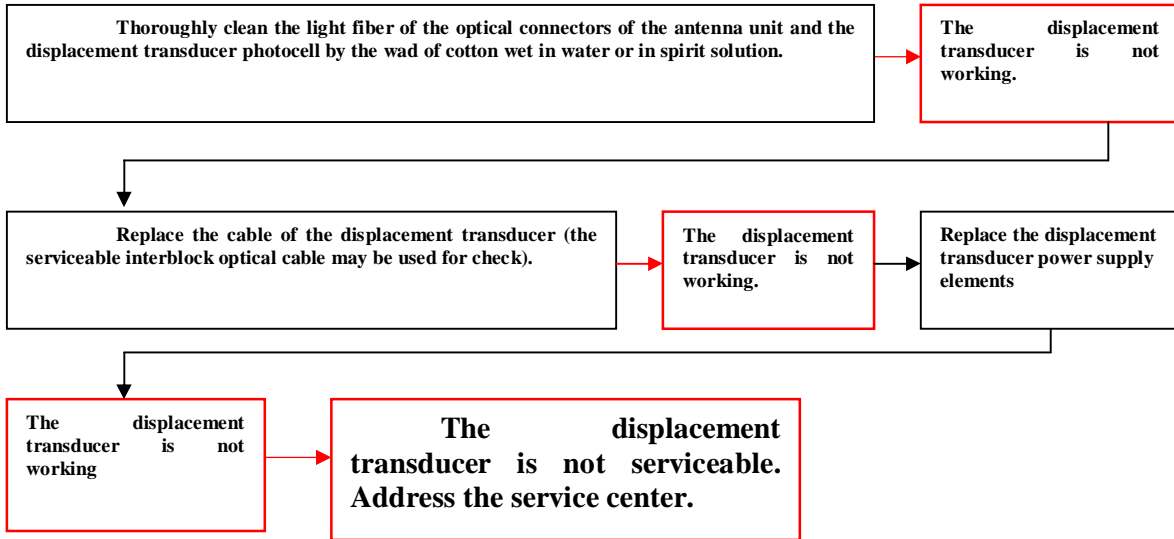 Thoroughly clean the light fiber of the optical connectors of the antenna unit and the
displacement transducer photocell by the wad of cotton wet in water or in spirit solution.
The displacement
transducer is not
working.
Replace the cable of the displacement transducer (the
serviceable interblock optical cable may be used for check).
The displacement
transducer is not
working.
Replace the displacement
transducer power supply
elements
The displacement
transducer is not
working
The displacement
transducer is not serviceable.
Address the service center.